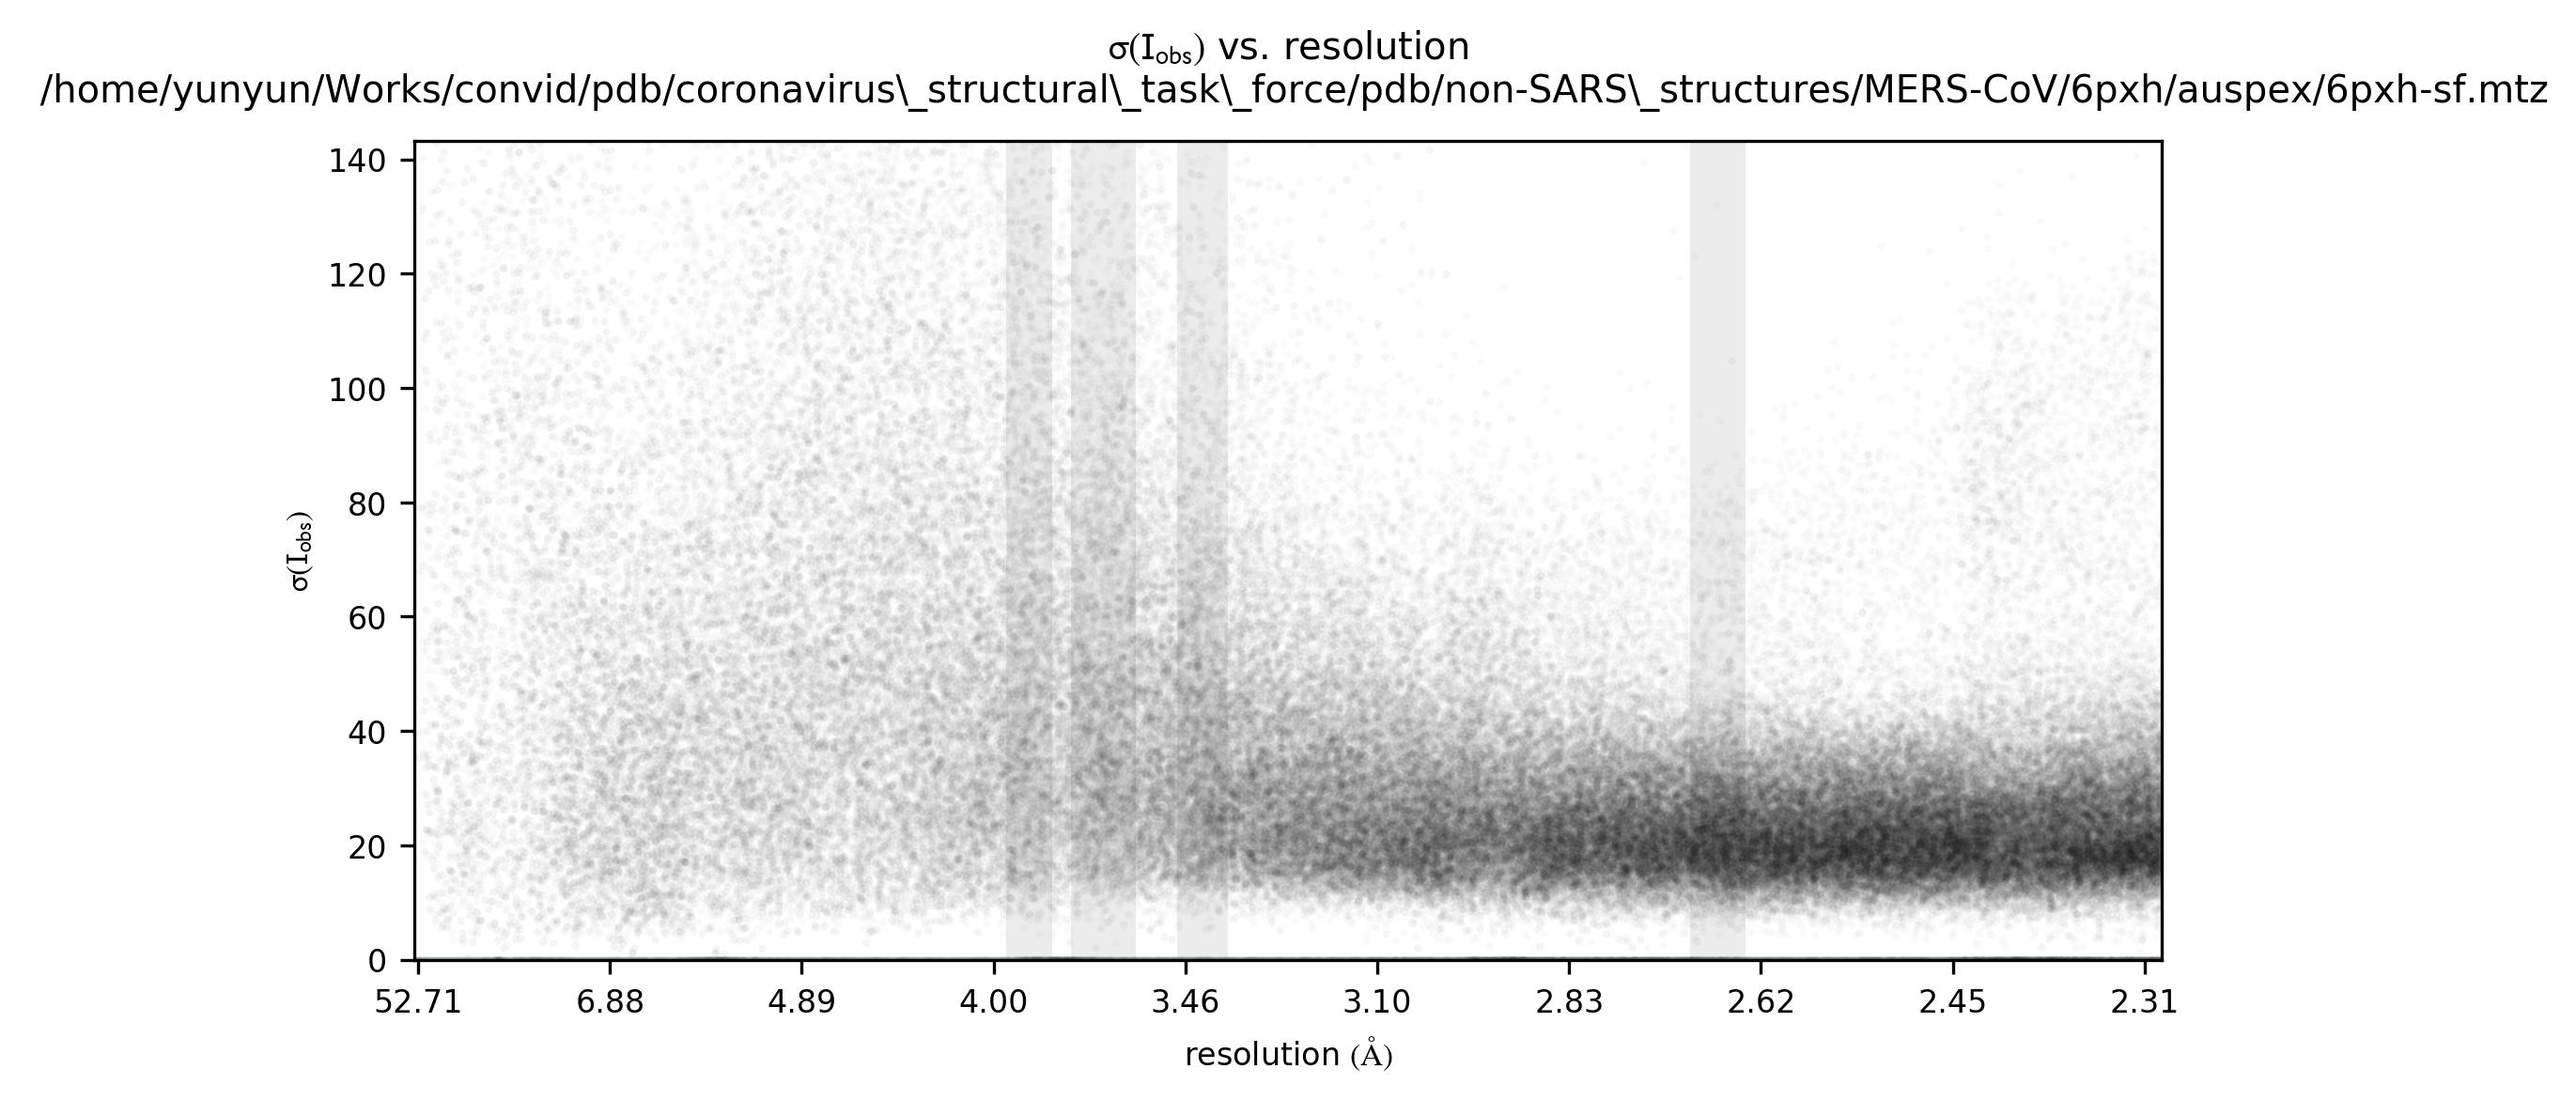 σ(Iobs) vs. resolution
/home/yunyun/Works/convid/pdb/coronavirus\_structural\_task\_force/pdb/non-SARS\_structures/MERS-CoV/6pxh/auspex/6pxh-sf.mtz
140
120
100
80
60
40
20
0
σ(Iobs)
52.71 6.88 4.89 4.00 3.46 3.10 2.83 2.62 2.45 2.31
resolution (Å)